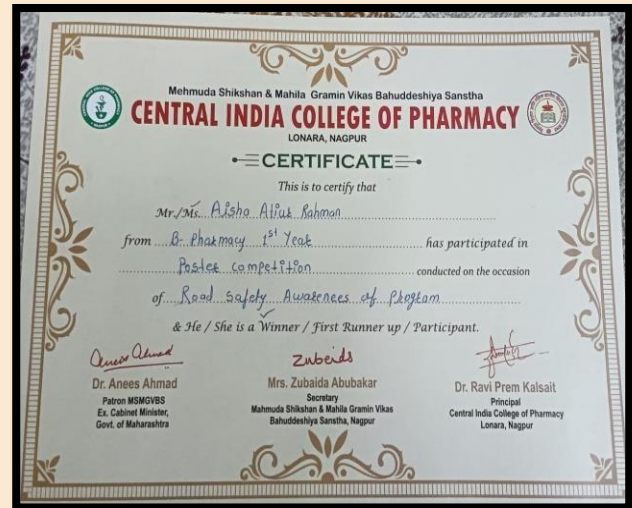 Mehmuda Shikshan & Mahila Gramin Vikas Bahuddeshiya Sanstha
CENTRAL INDIA COLLEGE OF PHARMACY
LONARA, NAGPUR
CERTIFICATE
This is to certify that
Mr./Ms. Aisha Atiur Rahman
from B-Pharmacy 1st Year has participated in
Poster Competition conducted on the occasion
of Road Safety Awarenees of Program
& He / She is a Winner / First Runner up / Participant.
Zubeida
Dr. Anees Ahmad
Patron MSMGVBS
Ex. Cabinet Minister,
Govt. of Maharashtra
Mrs. Zubaida Abubakar
Secretary
Mahmuda Shikshan & Mahila Gramin Vikas
Bahuddeshiya Sanstha, Nagpur
Dr. Ravi Prem Kalsait
Principal
Central India College of Pharmacy
Lonara, Nagpur